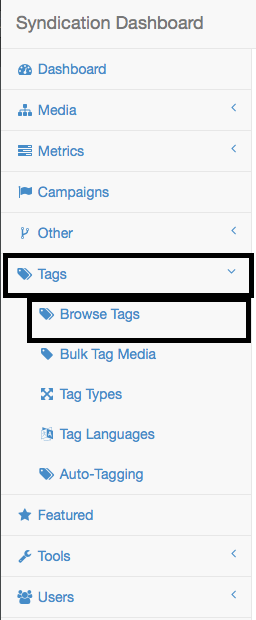 Syndication Dashboard
Dashboard
Media
Metrics
Campaigns
Other
Tags
Browse Tags
Bulk Tag Media
Tag Types
Tag Languages
Auto-Tagging
Featured
Tools
Users